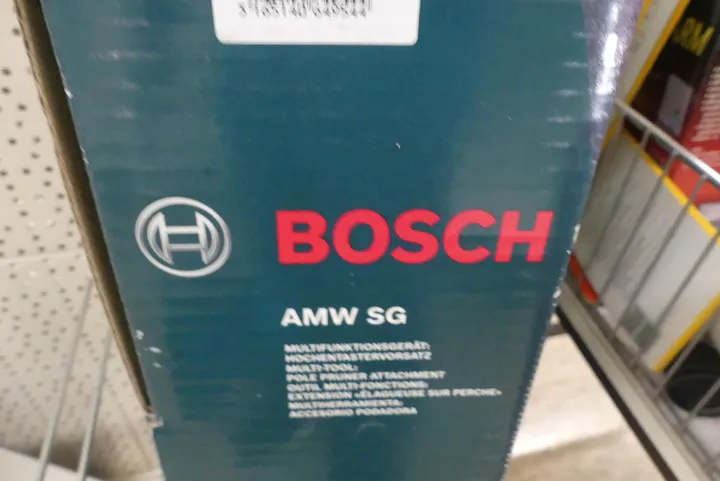 BOSCH
AMW SG
MULTIFUNKTIONSGERÄT:
HOCHENTASTERVORSATZ
MULTI-TOOL:
POLE PRUNER ATTACHMENT
OUTIL MULTI-FONCTIONS:
EXTENSION «ÉLAGUEUSE SUR PERCHE»
MULTIHERRAMIENTA:
ACCESORIO PODADORA